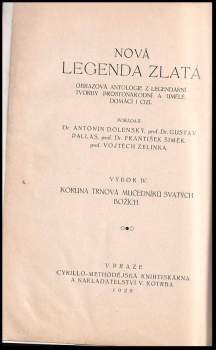 NOVÁ
LEGENDA ZLATÁ
OBRAZOVÁ ANTOLOGIE Z LEGENDÁRNÍ
TVORBY PROSTONÁRODNÍ A UMĚLÉ,
DOMÁCÍ I CIZÍ.
POŘÁDAJÍ
Dr. ANTONÍN DOLENSKÝ, prof. Dr. GUSTAV
PALLAS, prof. Dr. FRANTIŠEK ŠIMEK,
prof. VOJTĚCH ZELINKA.
VÝBOR IV.
KORUNA TRNOVÁ MUČEDNÍKŮ SVATÝCH
BOŽÍCH
V PRAZE
CYRILLO-METHODĚJSKÁ KNIHTISKÁRNA
A NAKLADATELSTVÍ V. KOTRBA
1929